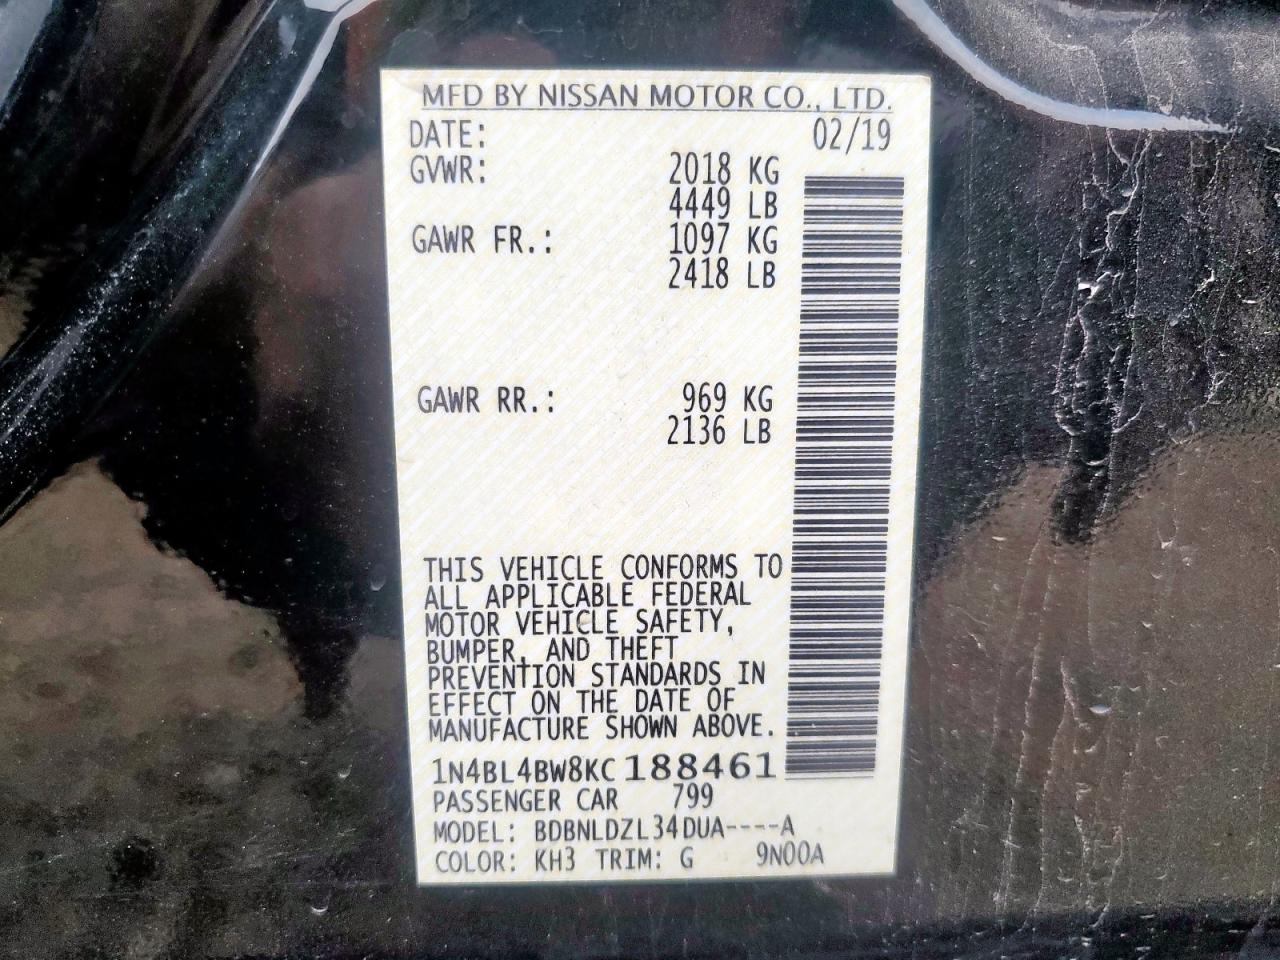 MFD BY NISSAN MOTOR CO., LTD.
DATE: 02/19
GVWR: 2018 KG
4449 LB
GAWR FR.: 1097 KG
2418 LB
GAWR RR.: 969 KG
2136 LB
THIS VEHICLE CONFORMS TO
ALL APPLICABLE FEDERAL
MOTOR VEHICLE SAFETY,
BUMPER, AND THEFT
PREVENTION STANDARDS IN
EFFECT ON THE DATE OF
MANUFACTURE SHOWN ABOVE.
1N4BL4BW8KC188461
PASSENGER CAR 799
MODEL: BDBNLDZL34DUA----A
COLOR: KH3 TRIM: G 9N00A